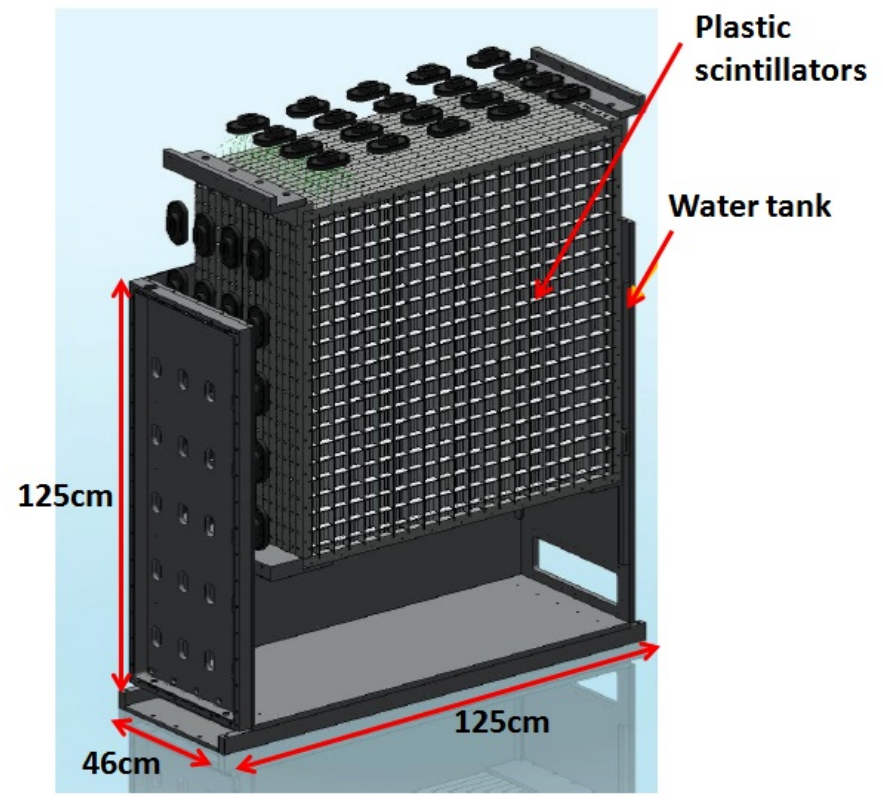 Plastic
scintillators
Water tank
125cm
125cm
46cm